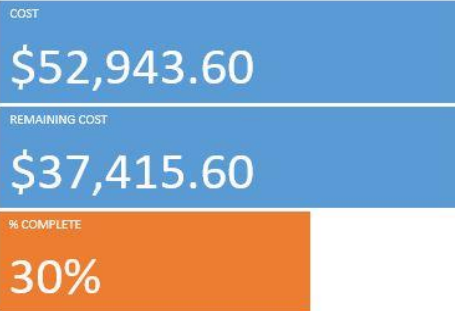 COST
$52,943.60
REMAINING COST
$37,415.60
% COMPLETE
30%